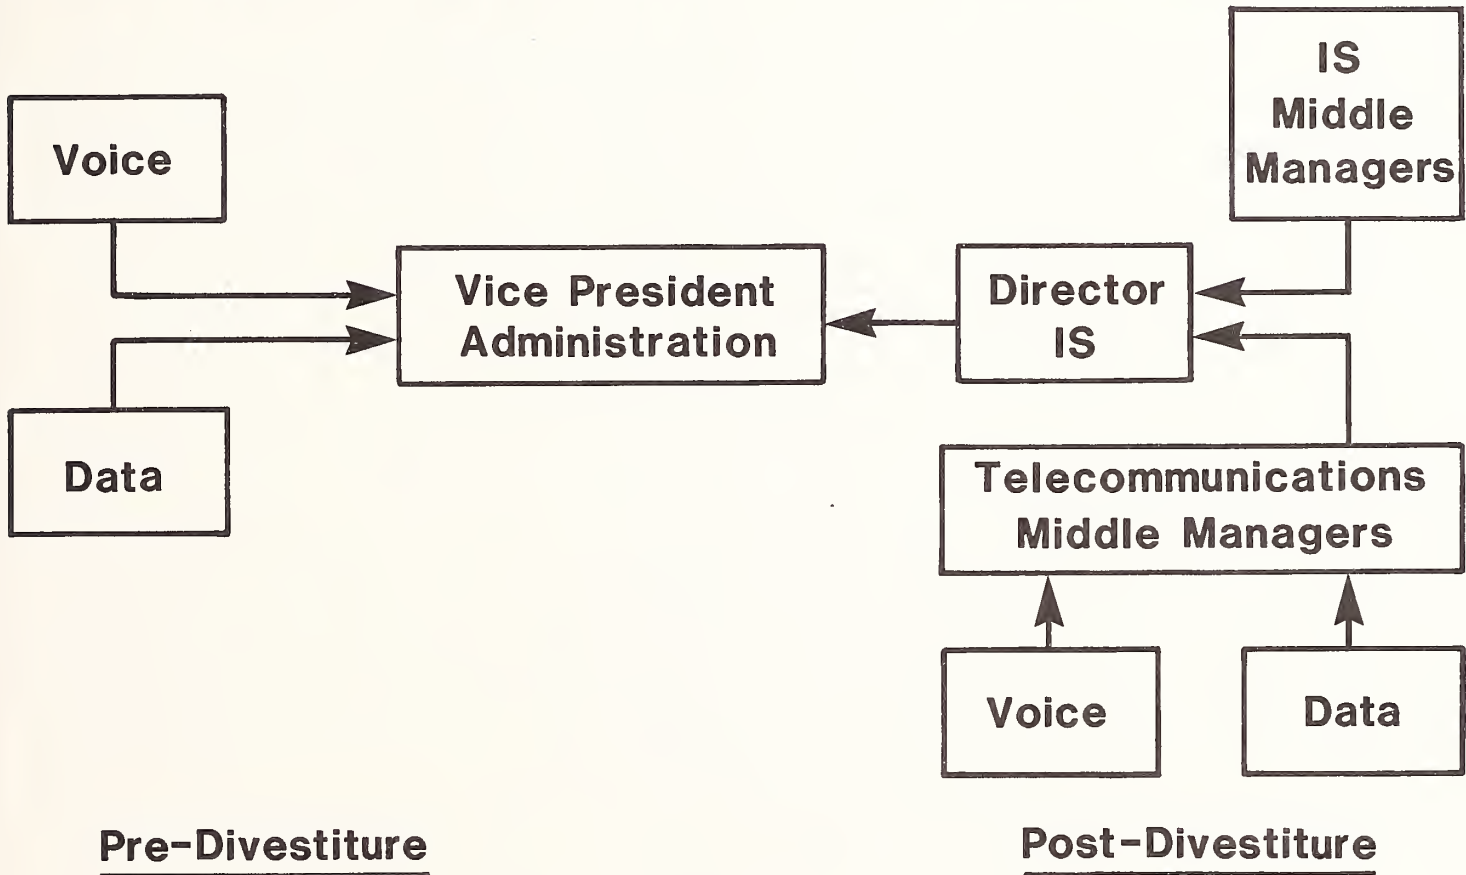 Voice
Data
Vice President
Administration
Director
IS
IS
Middle
Managers
Telecommunications
Middle Managers
Voice
Data
Pre-Divestiture
Post-Divestiture